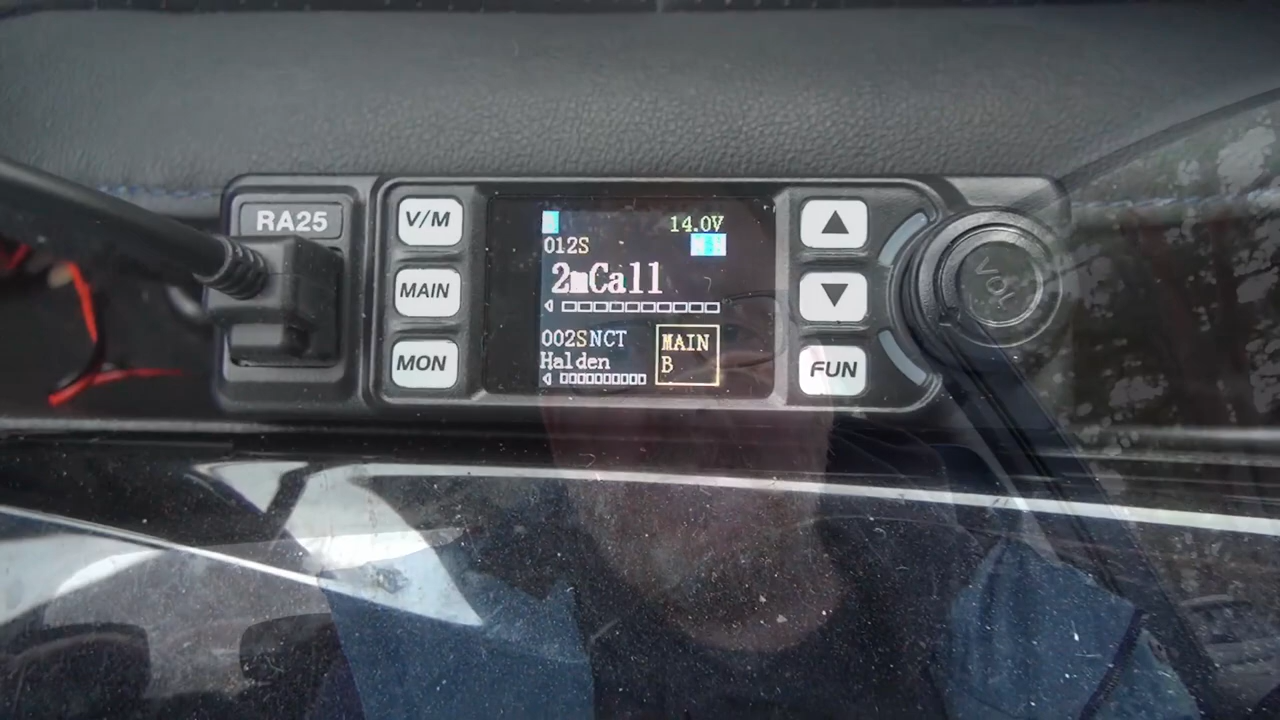 RA25
V/M
MAIN
MON
14.0V
012S
2mCall
002SNCT
Halden
MAIN
B
FUN
VOL